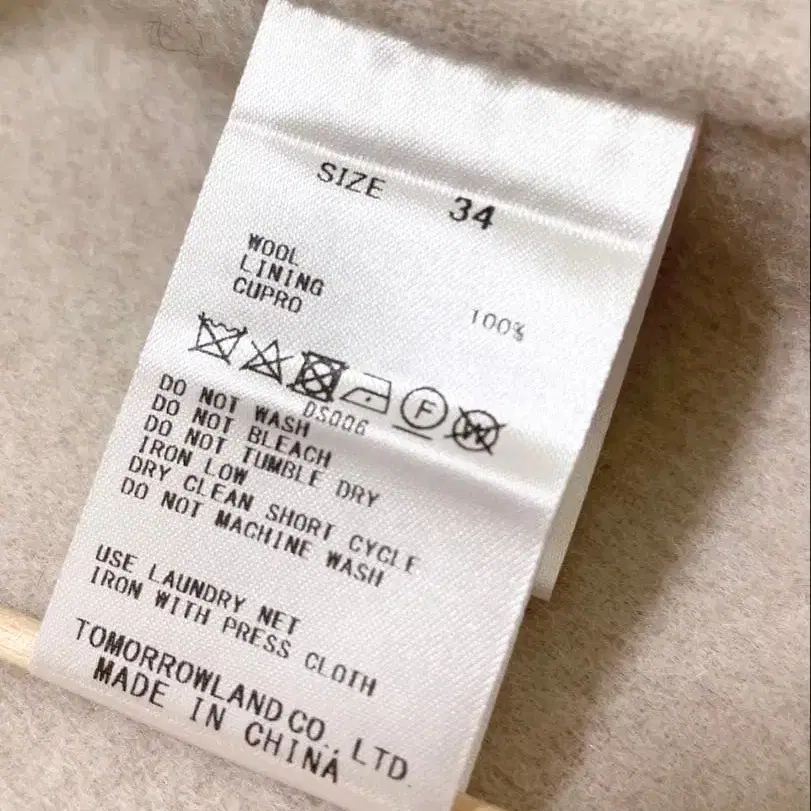 SIZE 34
WOOL
LINING
CUPRO 100%
F W
DS006
DO NOT WASH
DO NOT BLEACH
DO NOT TUMBLE DRY
IRON LOW
DRY CLEAN SHORT CYCLE
DO NOT MACHINE WASH
USE LAUNDRY NET
IRON WITH PRESS CLOTH
TOMORROWLAND CO., LTD
MADE IN CHINA